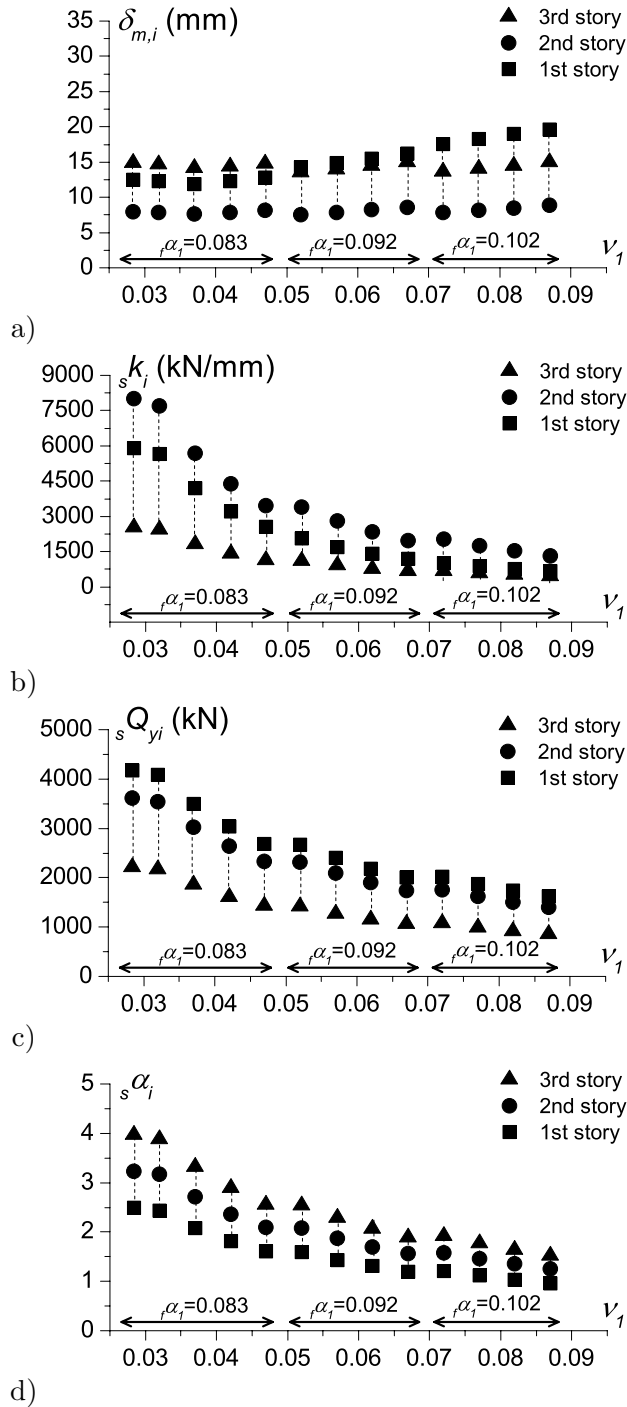 δm,i (mm)
3rd story
2nd story
1st story
35
30
25
20
15
10
5
0
fα1=0.083
fα1=0.092
fα1=0.102
ν1
0.03 0.04 0.05 0.06 0.07 0.08 0.09
a)
ski (kN/mm)
3rd story
2nd story
1st story
9000
7500
6000
4500
3000
1500
0
fα1=0.083
fα1=0.092
fα1=0.102
ν1
0.03 0.04 0.05 0.06 0.07 0.08 0.09
b)
sQyi (kN)
3rd story
2nd story
1st story
5000
4000
3000
2000
1000
0
fα1=0.083
fα1=0.092
fα1=0.102
ν1
0.03 0.04 0.05 0.06 0.07 0.08 0.09
c)
sαi
3rd story
2nd story
1st story
5
4
3
2
1
0
fα1=0.083
fα1=0.092
fα1=0.102
ν1
0.03 0.04 0.05 0.06 0.07 0.08 0.09
d)